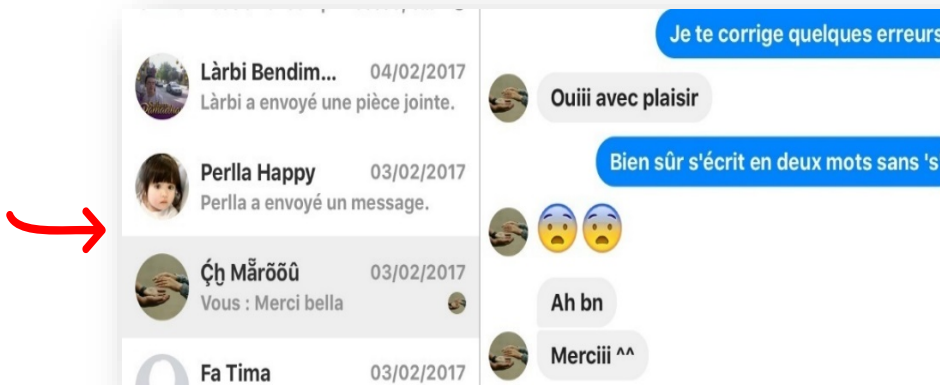 Làrbi Bendim... 04/02/2017
Làrbi a envoyé une pièce jointe.
Perlla Happy 03/02/2017
Perlla a envoyé un message.
Ćḫ Mẫrõõû 03/02/2017
Vous : Merci bella
Fa Tima 03/02/2017
Je te corrige quelques erreurs
Ouiii avec plaisir
Bien sûr s'écrit en deux mots sans 's
Ah bn
Merciii ^^